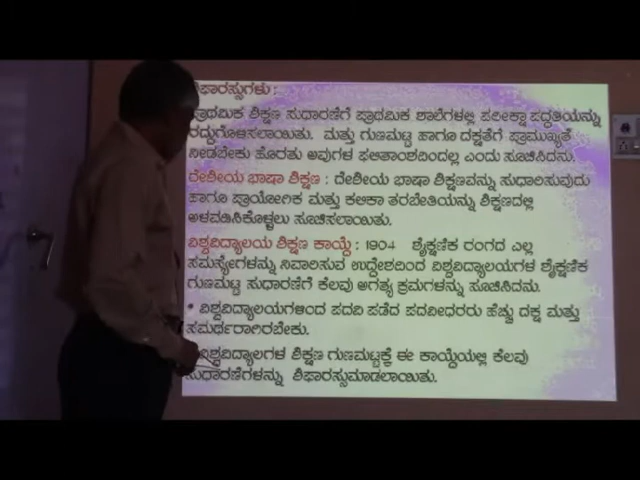 ಶಿಫಾರಸ್ಸುಗಳು :
ಪ್ರಾಥಮಿಕ ಶಿಕ್ಷಣ ಸುಧಾರಣೆಗೆ ಪ್ರಾಥಮಿಕ ಶಾಲೆಗಳಲ್ಲಿ ಪರೀಕ್ಷಾ ಪದ್ಧತಿಯನ್ನು
ರದ್ದುಗೊಳಿಸಲಾಯಿತು. ಮತ್ತು ಗುಣಮಟ್ಟ ಹಾಗೂ ದಕ್ಷತೆಗೆ ಪ್ರಾಮುಖ್ಯತೆ
ನೀಡಬೇಕು ಹೊರತು ಅವುಗಳ ಫಲಿತಾಂಶದಿಂದಲ್ಲ ಎಂದು ಸೂಚಿಸಿದನು.
ದೇಶೀಯ ಭಾಷಾ ಶಿಕ್ಷಣ : ದೇಶೀಯ ಭಾಷಾ ಶಿಕ್ಷಣವನ್ನು ಸುಧಾರಿಸುವುದು
ಹಾಗೂ ಪ್ರಾಯೋಗಿಕ ಮತ್ತು ಕಲಿಕಾ ತರಬೇತಿಯನ್ನು ಶಿಕ್ಷಣದಲ್ಲಿ
ಅಳವಡಿಸಿಕೊಳ್ಳಲು ಸೂಚಿಸಲಾಯಿತು.
ವಿಶ್ವವಿದ್ಯಾಲಯ ಶಿಕ್ಷಣ ಕಾಯ್ದೆ : 1904 ಶೈಕ್ಷಣಿಕ ರಂಗದ ಎಲ್ಲ
ಸಮಸ್ಯೇಗಳನ್ನು ನಿವಾರಿಸುವ ಉದ್ದೇಶದಿಂದ ವಿಶ್ವವಿದ್ಯಾಲಯಗಳ ಶೈಕ್ಷಣಿಕ
ಗುಣಮಟ್ಟ ಸುಧಾರಣೆಗೆ ಕೆಲವು ಅಗತ್ಯ ಕ್ರಮಗಳನ್ನು ಸೂಚಿಸಿದನು.
• ವಿಶ್ವವಿದ್ಯಾಲಯಗಳಿಂದ ಪದವಿ ಪಡೆದ ಪದವೀಧರರು ಹೆಚ್ಚು ದಕ್ಷ ಮತ್ತು
ಸಮರ್ಥರಾಗಿರಬೇಕು.
ವಿಶ್ವವಿದ್ಯಾಲಗಳ ಶಿಕ್ಷಣ ಗುಣಮಟ್ಟಕ್ಕೆ ಈ ಕಾಯ್ದೆಯಲ್ಲಿ ಕೆಲವು
ಸುಧಾರಣೆಗಳನ್ನು ಶಿಫಾರಸ್ಸುಮಾಡಲಾಯಿತು.